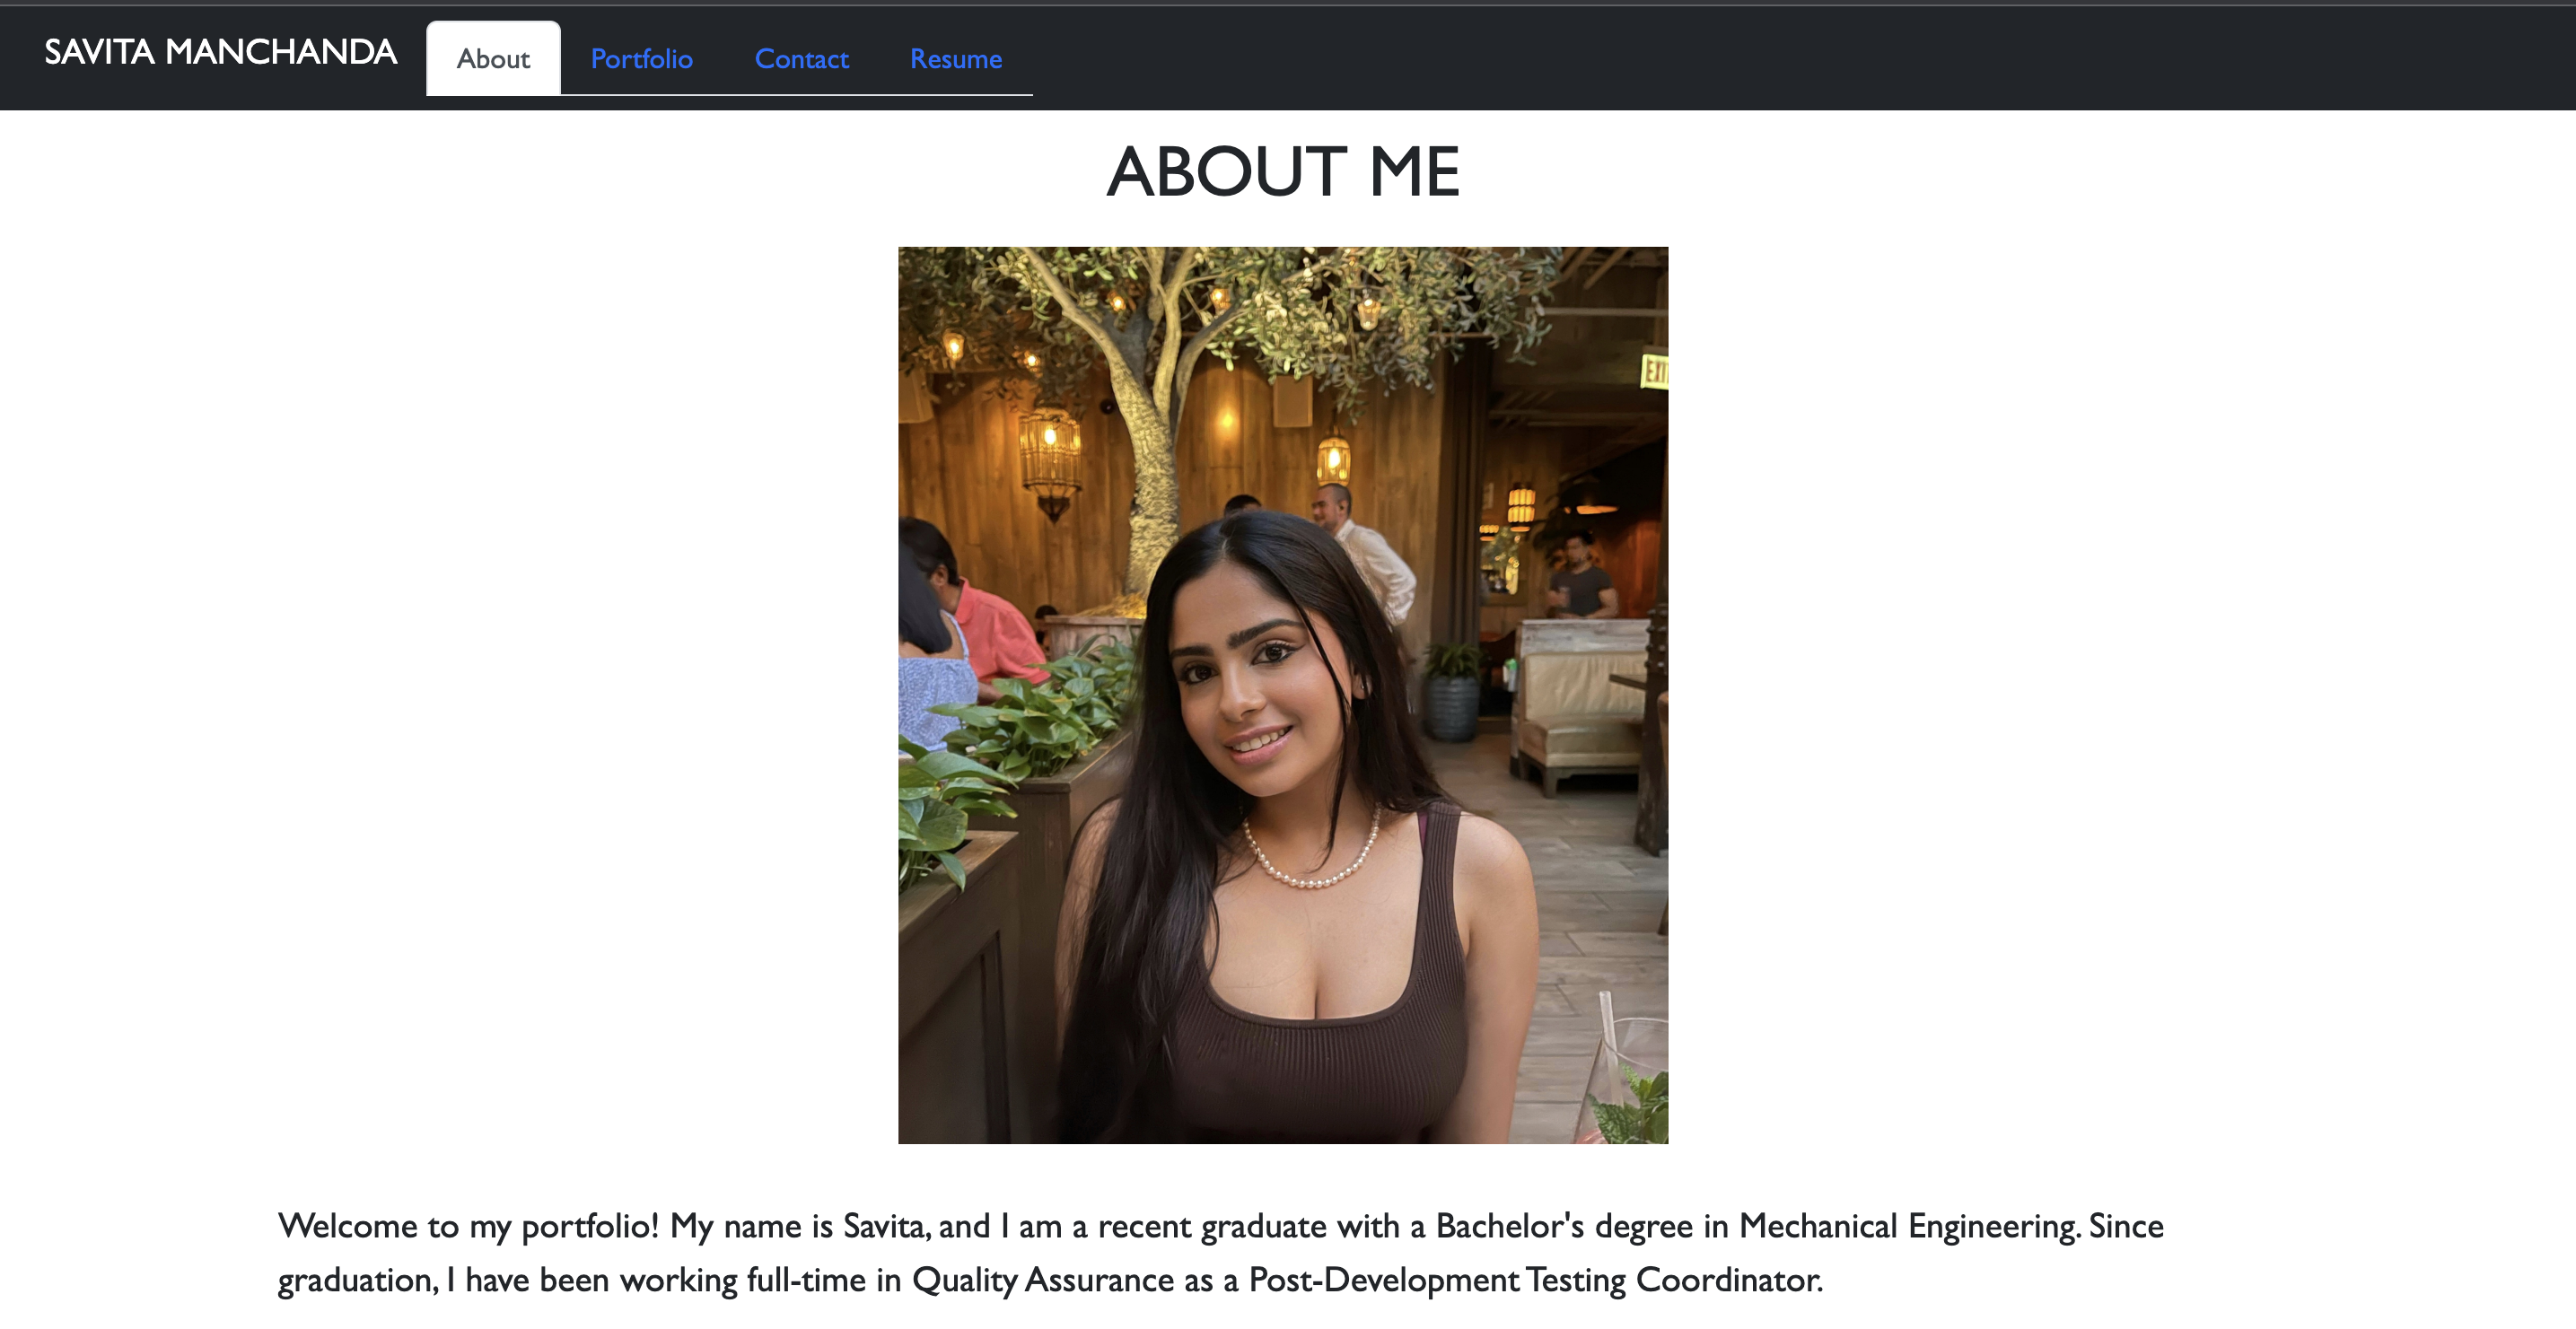 SAVITA MANCHANDA About Portfolio Contact Resume
ABOUT ME
EXI
Welcome to my portfolio! My name is Savita, and I am a recent graduate with a Bachelor's degree in Mechanical Engineering. Since
graduation, I have been working full-time in Quality Assurance as a Post-Development Testing Coordinator.